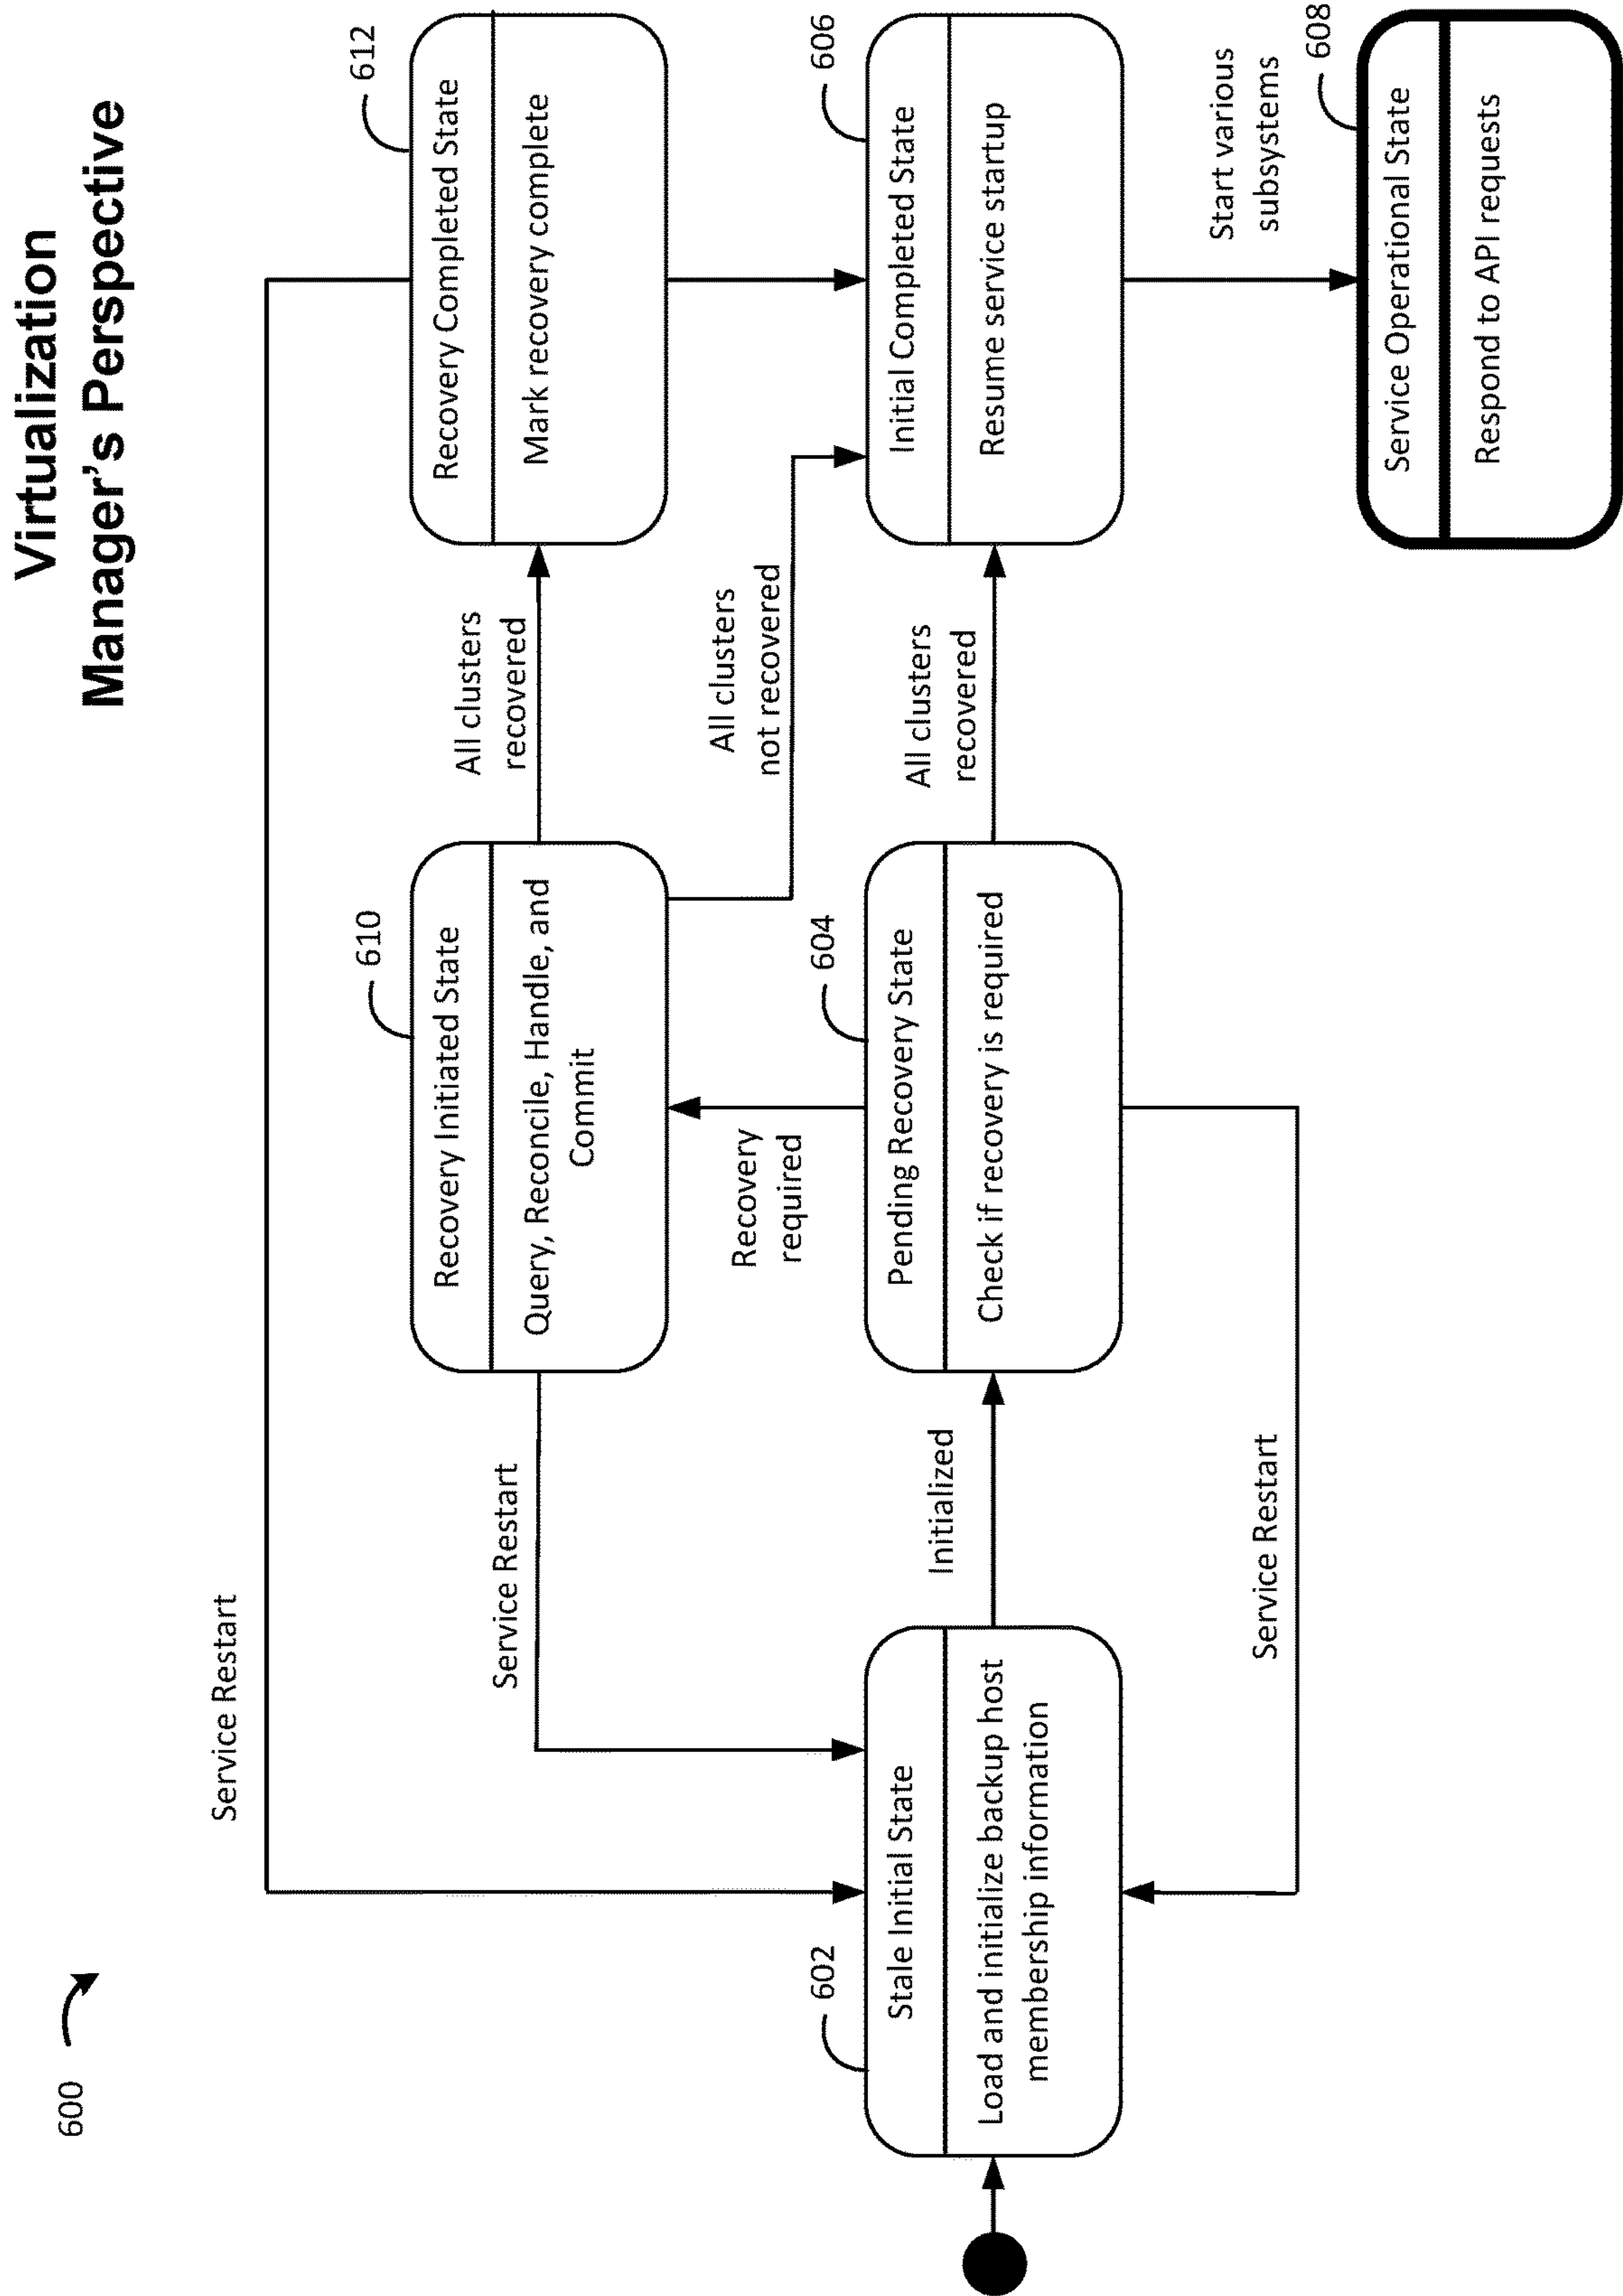 Virtualization
Manager's Perspective
600
Service Restart
612
Recovery Completed State
Mark recovery complete
610
Recovery Initiated State
Query, Reconcile, Handle, and
Commit
All clusters
recovered
Service Restart
All clusters
not recovered
Recovery
required
602
Stale Initial State
Load and initialize backup host
membership information
Initialized
604
Pending Recovery State
Check if recovery is required
All clusters
recovered
606
Initial Completed State
Resume service startup
Service Restart
Start various
subsystems
608
Service Operational State
Respond to API requests